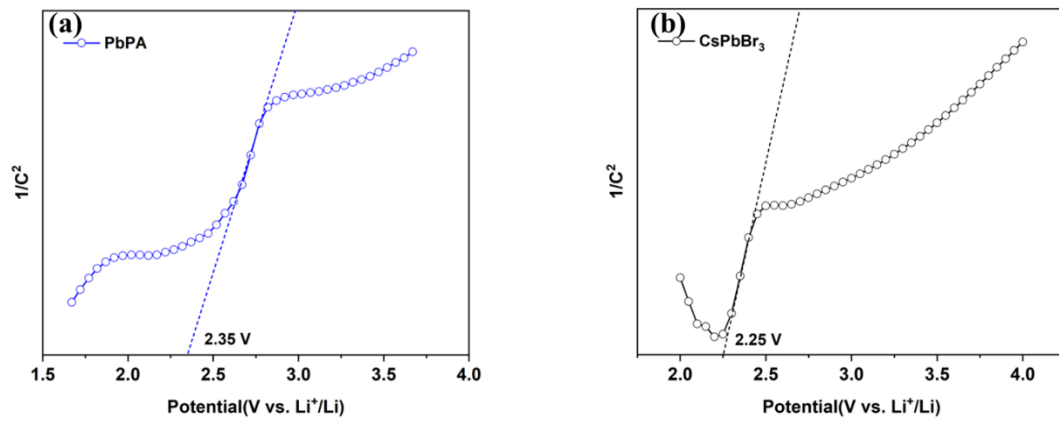 (a)
PbPA
1/C²
2.35 V
1.5 2.0 2.5 3.0 3.5 4.0
Potential(V vs. Li⁺/Li)
(b)
CsPbBr₃
1/C²
2.25 V
2.0 2.5 3.0 3.5 4.0
Potential(V vs. Li⁺/Li)